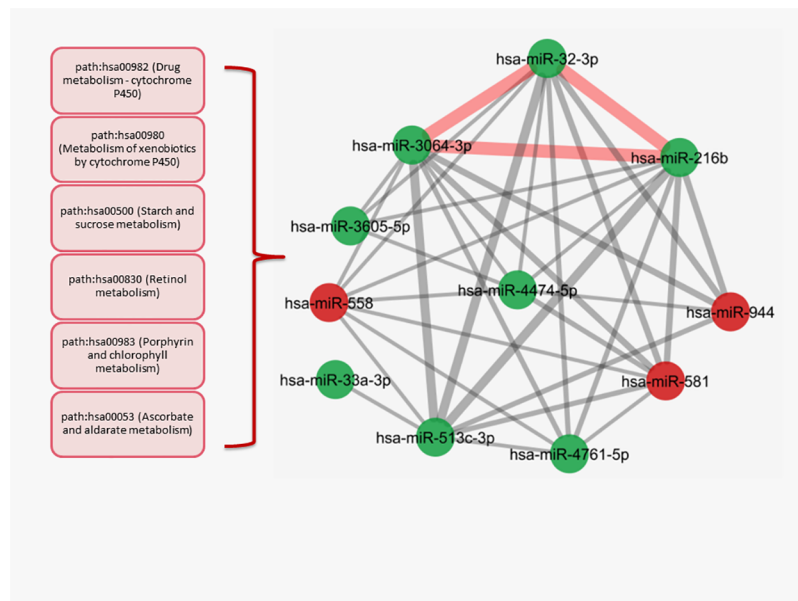 path:hsa00982 (Drug
metabolism - cytochrome
P450)
path:hsa00980
(Metabolism of xenobiotics
by cytochrome P450)
path:hsa00500 (Starch and
sucrose metabolism)
path:hsa00830 (Retinol
metabolism)
path:hsa00983 (Porphyrin
and chlorophyll
metabolism)
path:hsa00053 (Ascorbate
and aldarate metabolism)
hsa-miR-32-3p
hsa-miR-3064-3p
hsa-miR-216b
hsa-miR-3605-5p
hsa-miR-4474-5p
hsa-miR-558
hsa-miR-944
hsa-miR-33a-3p
hsa-miR-581
hsa-miR-513c-3p
hsa-miR-4761-5p